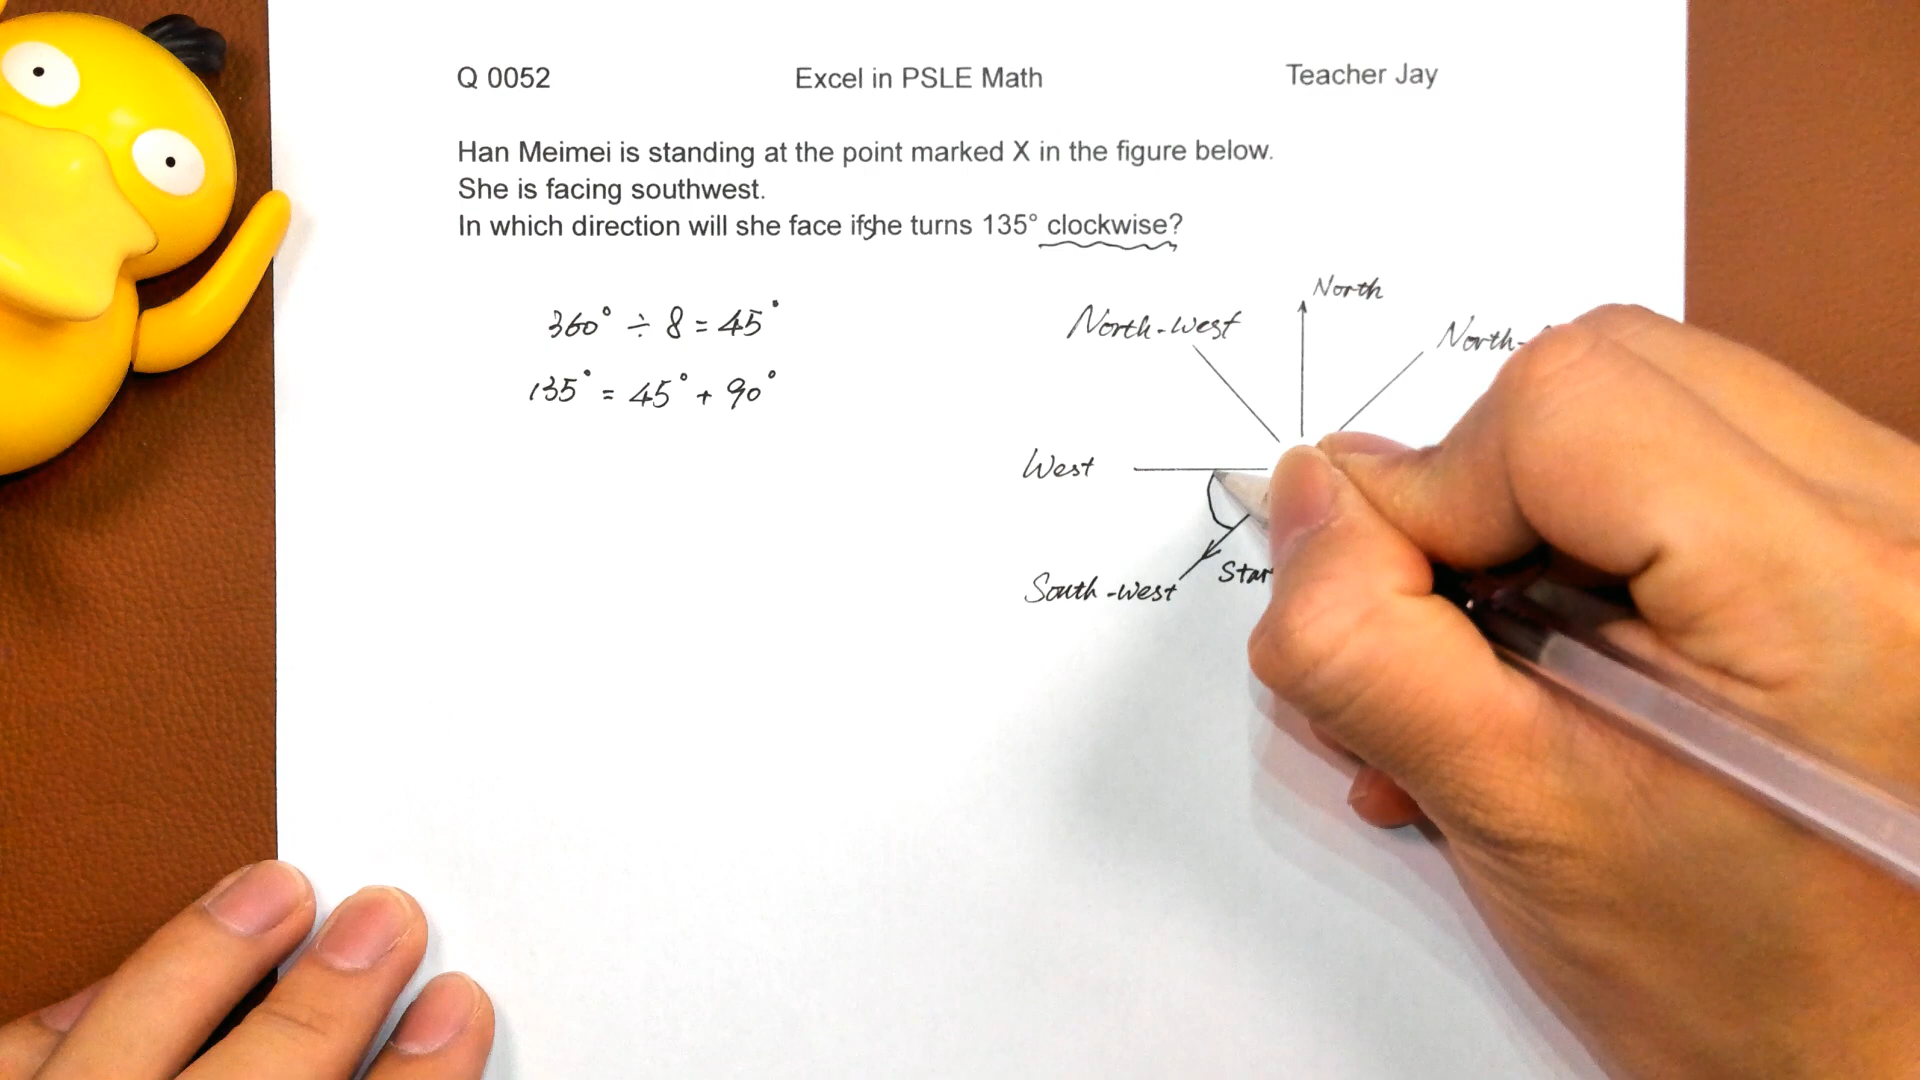 Q 0052 Excel in PSLE Math Teacher Jay
Han Meimei is standing at the point marked X in the figure below.
She is facing southwest.
In which direction will she face if she turns 135° clockwise?
North
360° ÷ 8 = 45°
North-west
North-
135° = 45° + 90°
West
Star
South-west